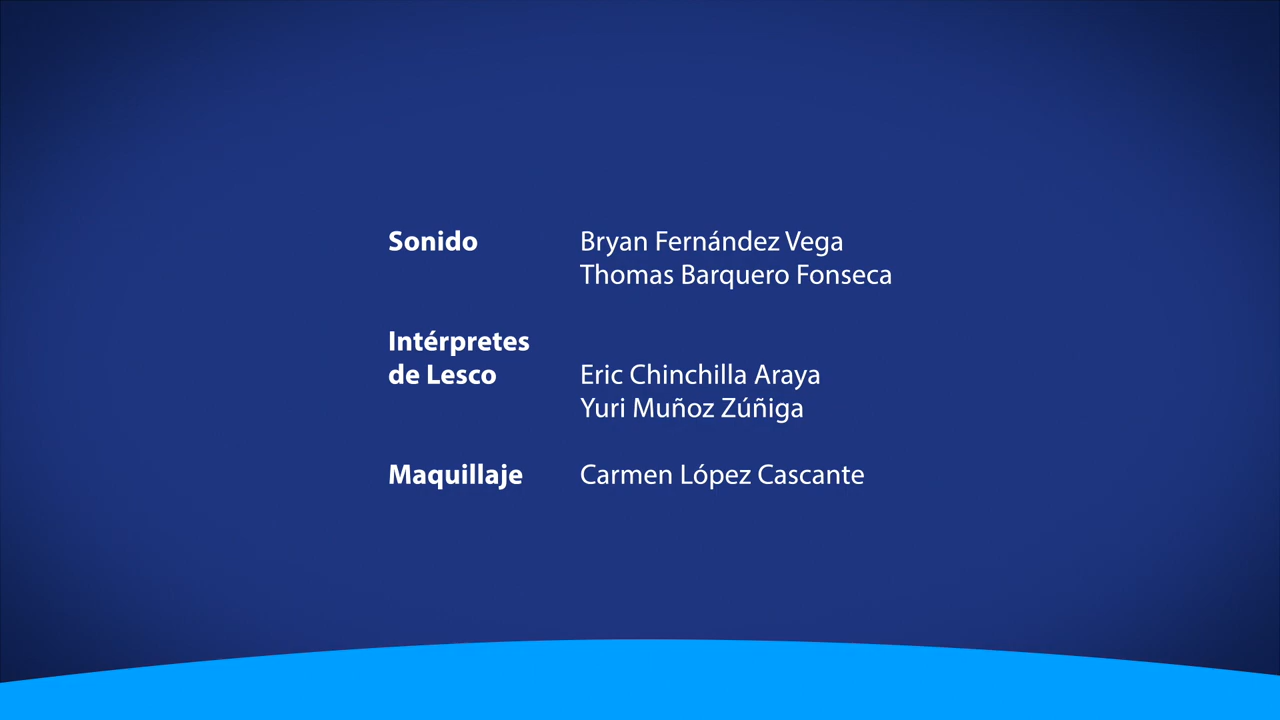 Sonido Bryan Fernández Vega
Thomas Barquero Fonseca
Intérpretes
de Lesco Eric Chinchilla Araya
Yuri Muñoz Zúñiga
Maquillaje Carmen López Cascante